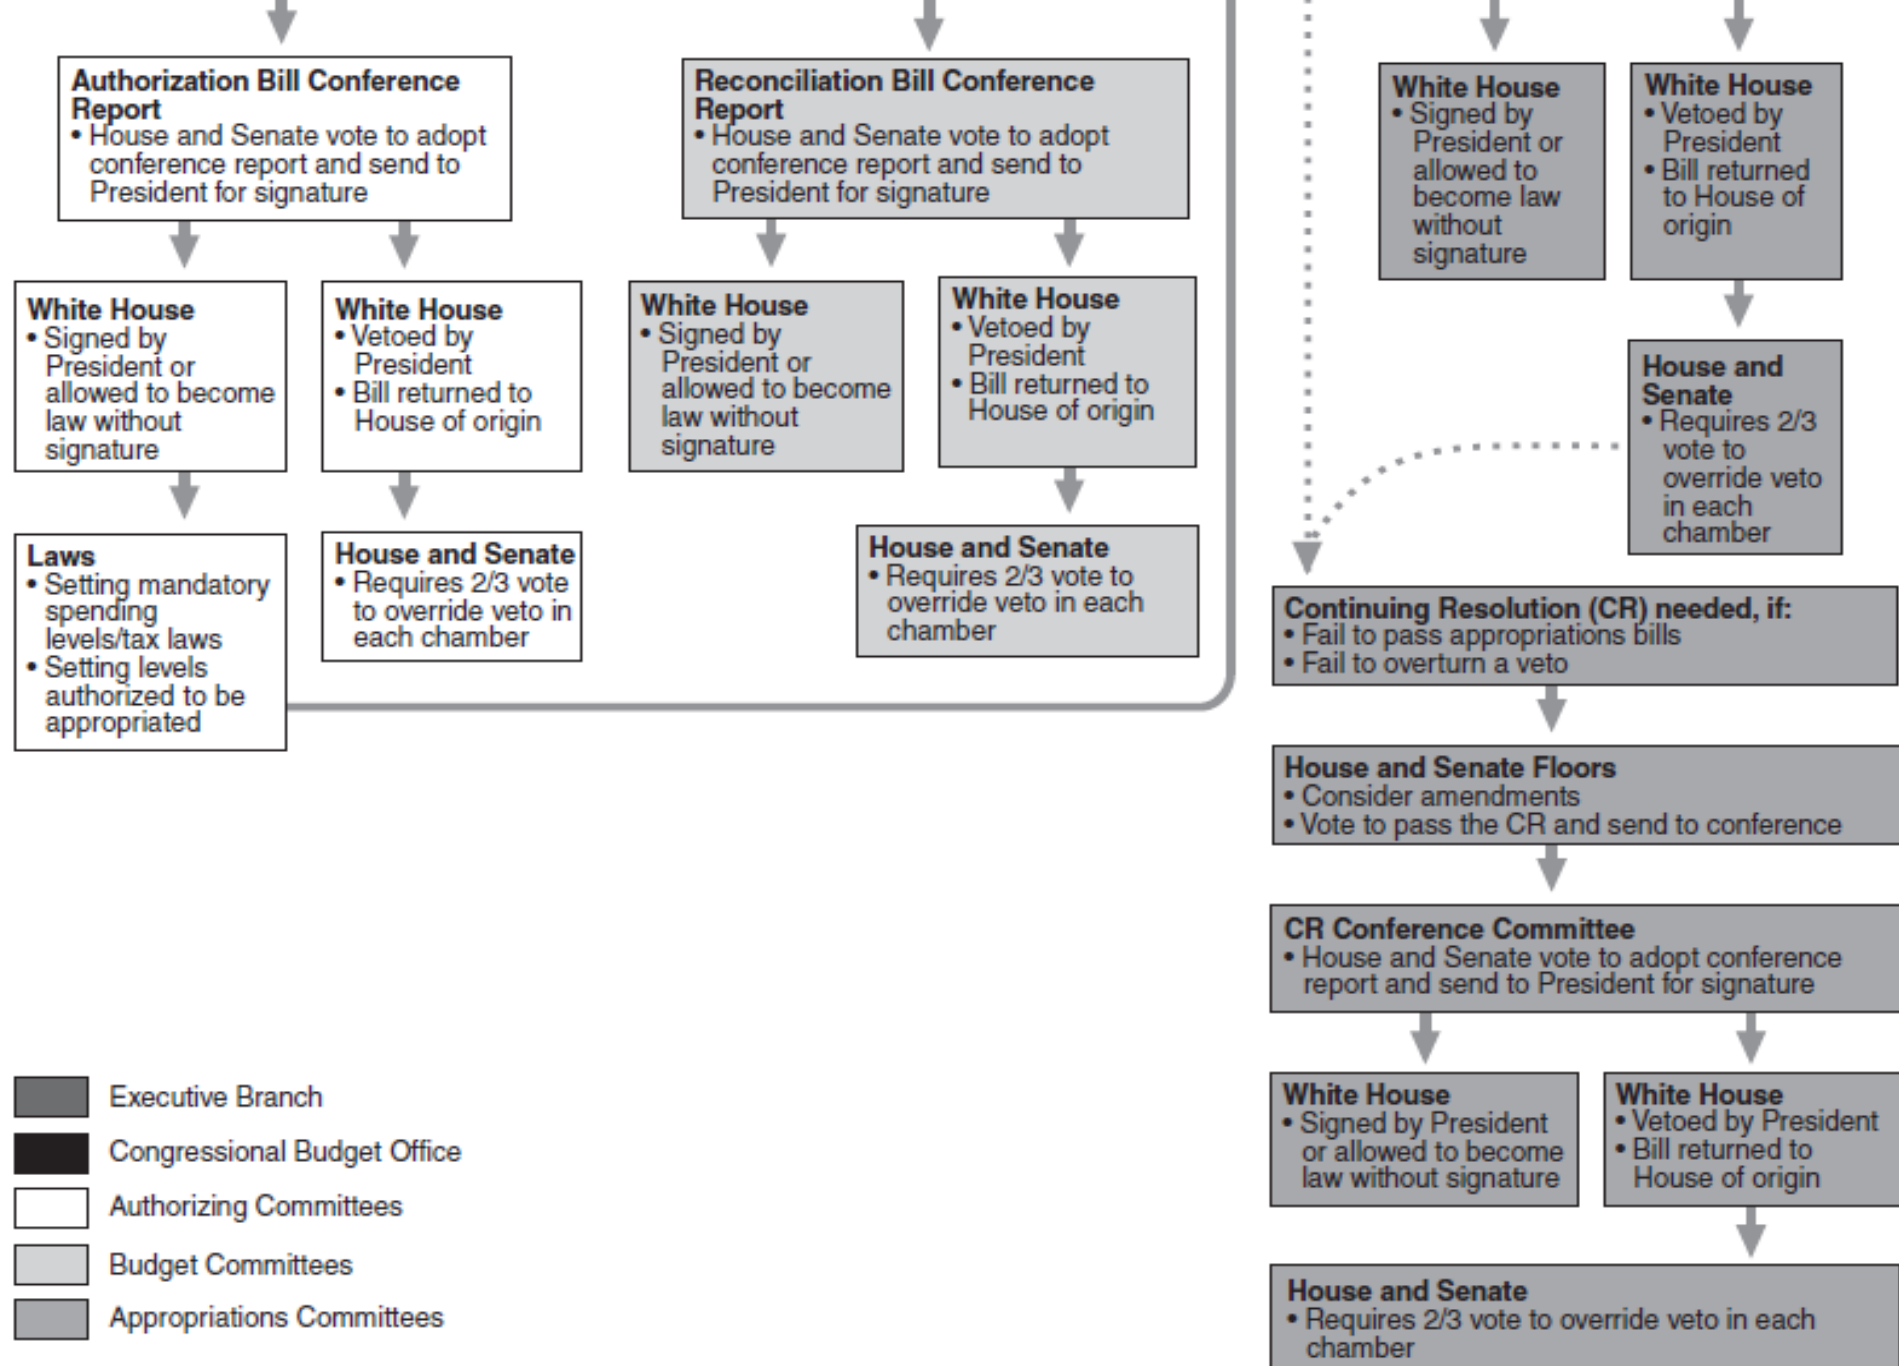 Authorization Bill Conference
Report
• House and Senate vote to adopt
conference report and send to
President for signature
White House
• Signed by
President or
allowed to become
law without
signature
White House
• Vetoed by
President
• Bill returned to
House of origin
Laws
• Setting mandatory
spending
levels/tax laws
• Setting levels
authorized to be
appropriated
House and Senate
• Requires 2/3 vote
to override veto in
each chamber
Reconciliation Bill Conference
Report
• House and Senate vote to adopt
conference report and send to
President for signature
White House
• Signed by
President or
allowed to become
law without
signature
White House
• Vetoed by
President
• Bill returned to
House of origin
House and Senate
• Requires 2/3 vote to
override veto in each
chamber
White House
• Signed by
President or
allowed to
become law
without
signature
White House
• Vetoed by
President
• Bill returned
to House of
origin
House and
Senate
• Requires 2/3
vote to
override veto
in each
chamber
Continuing Resolution (CR) needed, if:
• Fail to pass appropriations bills
• Fail to overturn a veto
House and Senate Floors
• Consider amendments
• Vote to pass the CR and send to conference
CR Conference Committee
• House and Senate vote to adopt conference
report and send to President for signature
White House
• Signed by President
or allowed to become
law without signature
White House
• Vetoed by President
• Bill returned to
House of origin
House and Senate
• Requires 2/3 vote to override veto in each
chamber
Executive Branch
Congressional Budget Office
Authorizing Committees
Budget Committees
Appropriations Committees